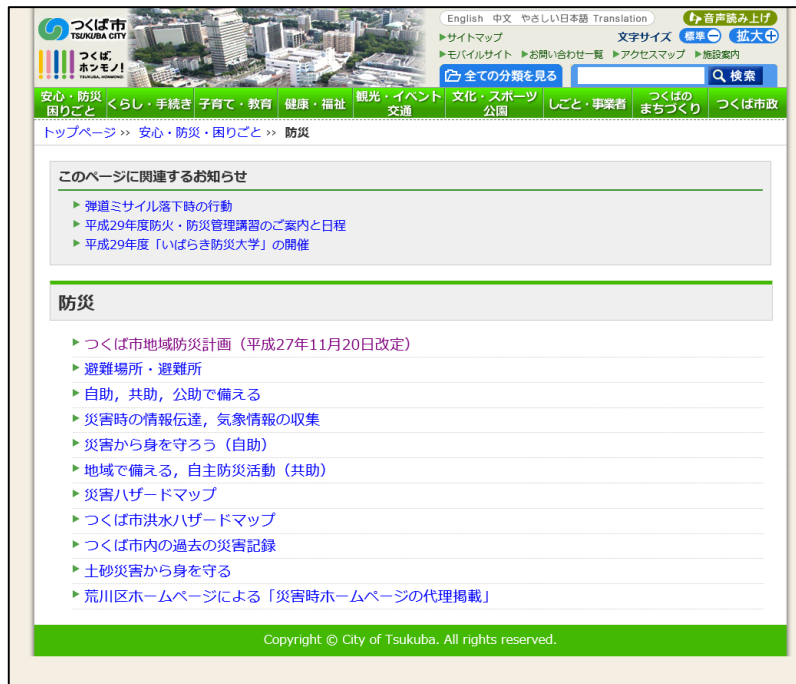 つくば市
TSUKUBA CITY
つくば、
ホンモノ!
TSUKUBA, HONMONO!
English 中文 やさしい日本語 Translation
音声読み上げ
▶サイトマップ
文字サイズ 標準 拡大
▶モバイルサイト ▶お問い合わせ一覧 ▶アクセスマップ ▶施設案内
全ての分類を見る
検索
安心・防災
困りごと
くらし・手続き
子育て・教育
健康・福祉
観光・イベント
交通
文化・スポーツ
公園
しごと・事業者
つくばの
まちづくり
つくば市政
トップページ ›› 安心・防災・困りごと ›› 防災
このページに関連するお知らせ
弾道ミサイル落下時の行動
平成29年度防火・防災管理講習のご案内と日程
平成29年度「いばらき防災大学」の開催
防災
つくば市地域防災計画（平成27年11月20日改定）
避難場所・避難所
自助，共助，公助で備える
災害時の情報伝達，気象情報の収集
災害から身を守ろう（自助）
地域で備える，自主防災活動（共助）
災害ハザードマップ
つくば市洪水ハザードマップ
つくば市内の過去の災害記録
土砂災害から身を守る
荒川区ホームページによる「災害時ホームページの代理掲載」
Copyright © City of Tsukuba. All rights reserved.